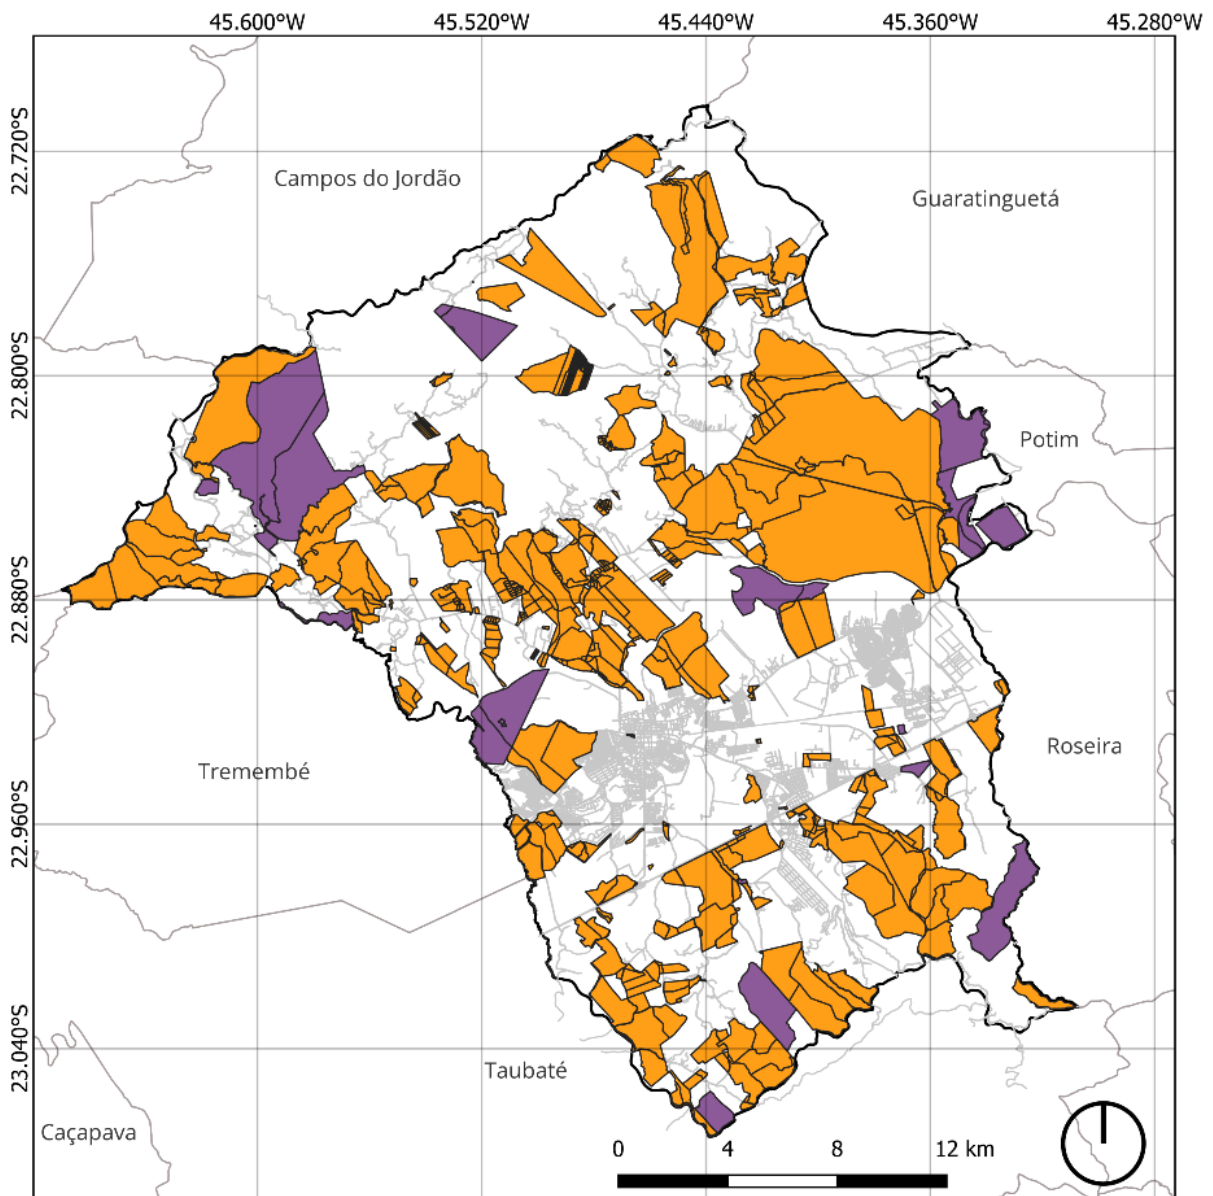 45.600°W 45.520°W 45.440°W 45.360°W 45.280°W
22.720°S
Campos do Jordão
Guaratinguetá
22.800°S
Potim
22.880°S
Roseira
Tremembé
22.960°S
23.040°S
Taubaté
Caçapava
0 4 8 12 km